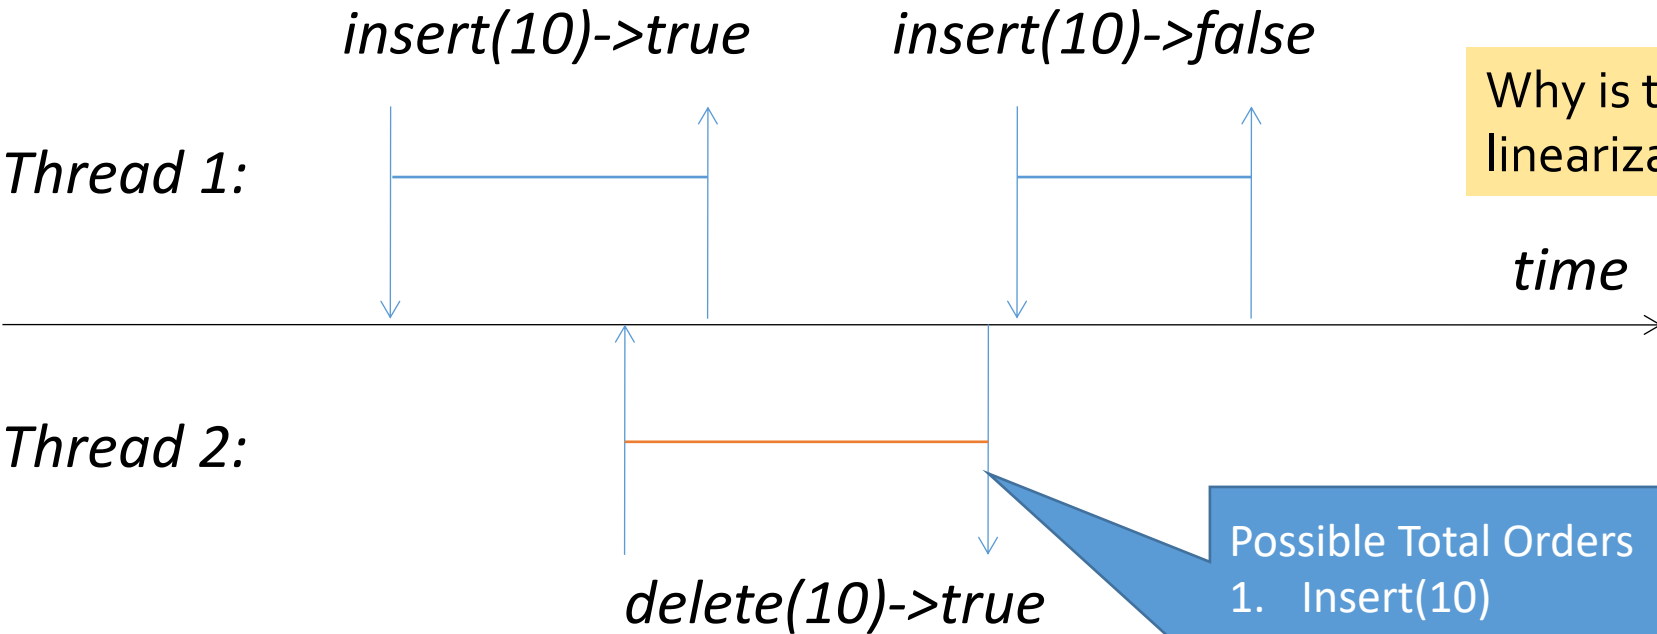 insert(10)->true
insert(10)->false
Why is
Thread 1:
time
Thread 2:
Possible Total Orders
1. Insert(10)
delete(10)->true